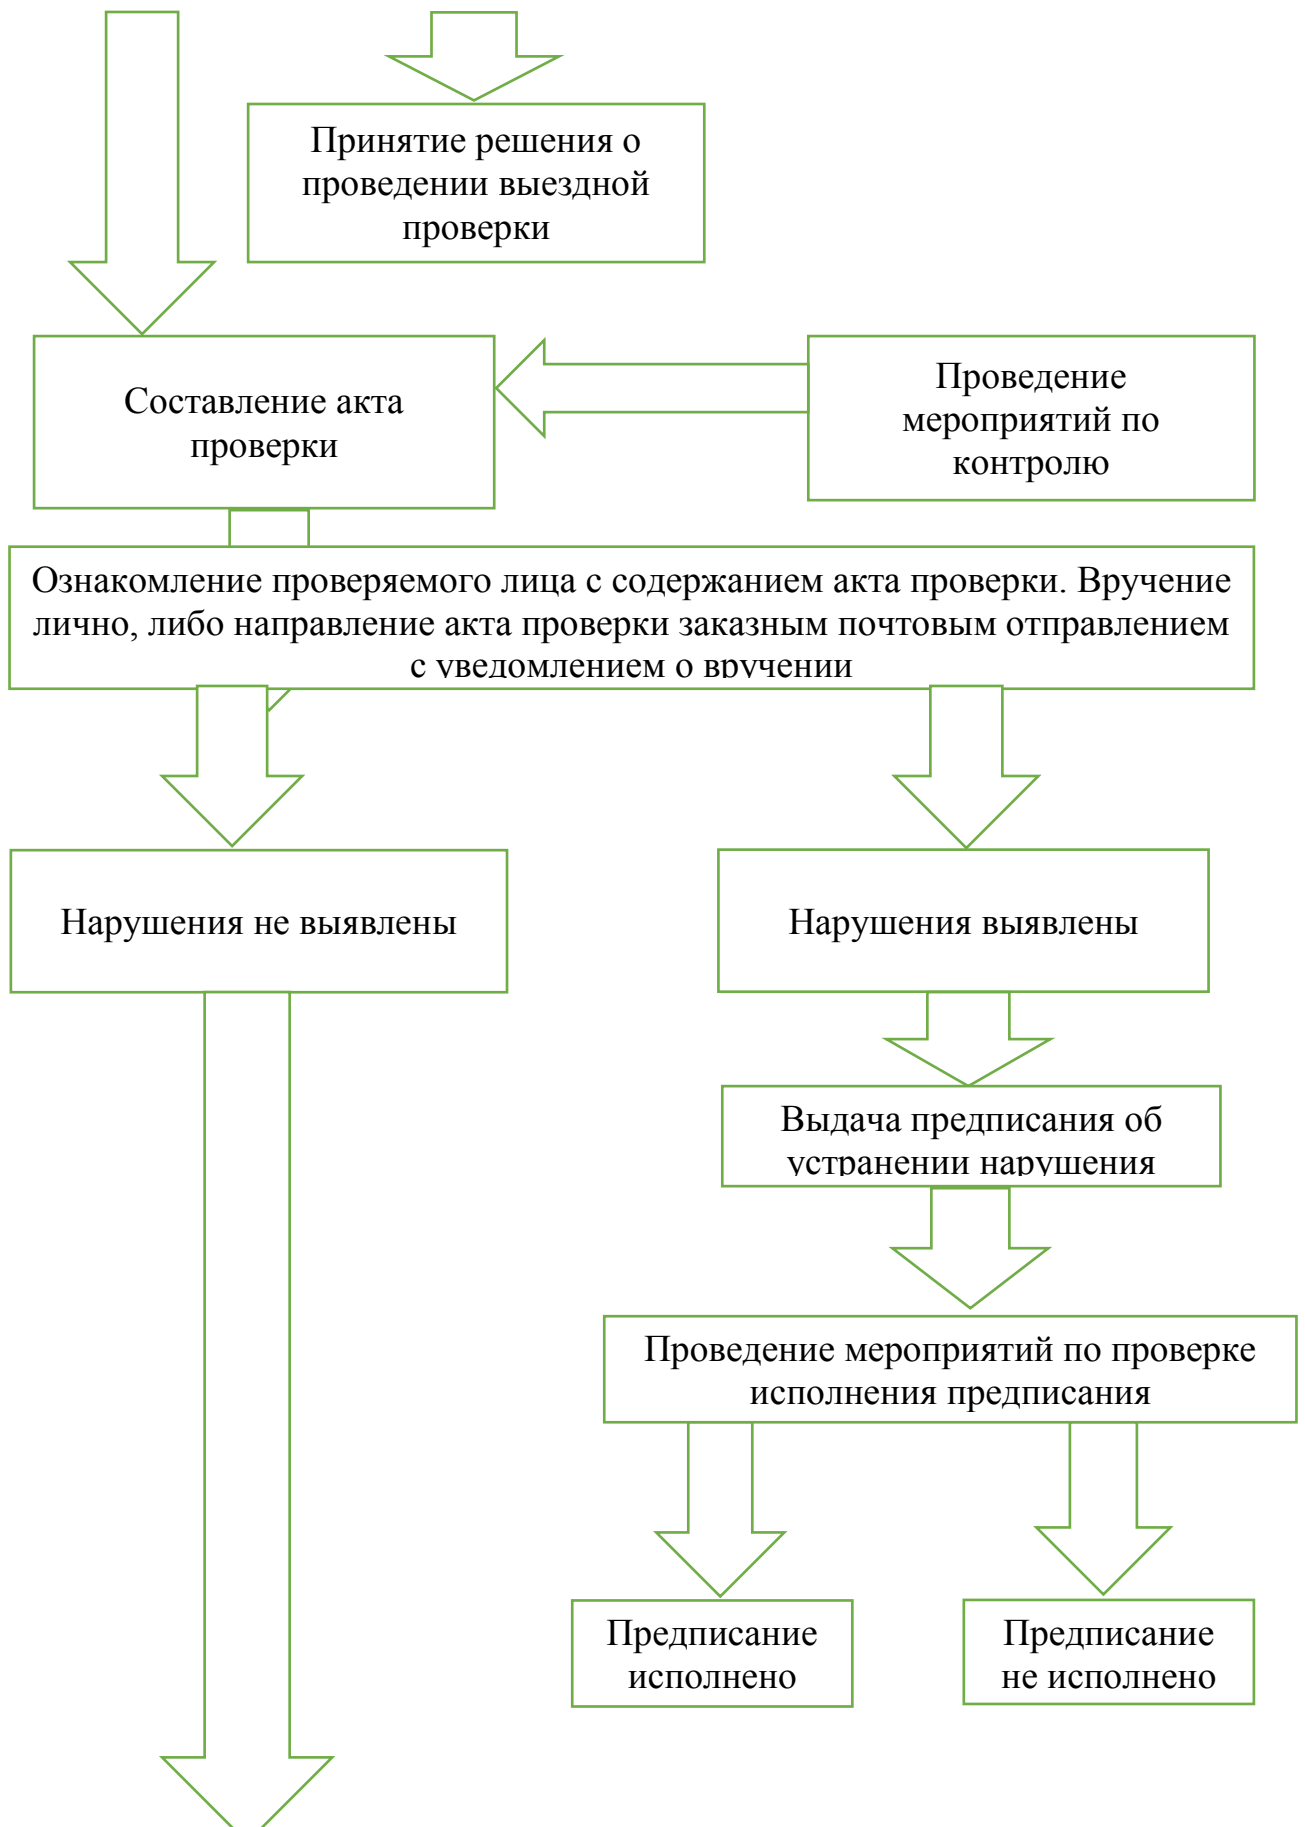 Принятие решения о
проведении выездной
проверки
Составление акта
проверки
Проведение
мероприятий по
контролю
Ознакомление проверяемого лица с содержанием акта проверки. Вручение
лично, либо направление акта проверки заказным почтовым отправлением
с уведомлением о вручении
Нарушения не выявлены
Нарушения выявлены
Выдача предписания об
устранении нарушения
Проведение мероприятий по проверке
исполнения предписания
Предписание
исполнено
Предписание
не исполнено